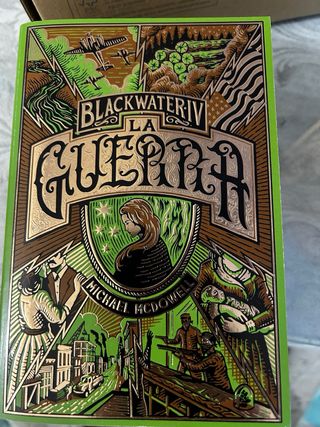 BLACKWATER·IV
LA
GUERRA
MICHAEL MCDOWELL